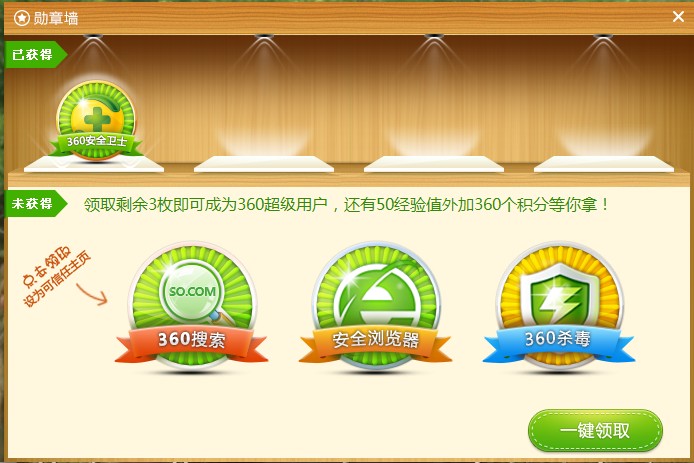 勋章墙
已获得
360安全卫士
未获得
领取剩余3枚即可成为360超级用户，还有50经验值外加360个积分等你拿！
点击领取
设为可信任主页
SO.COM
360搜索
安全浏览器
360杀毒
一键领取